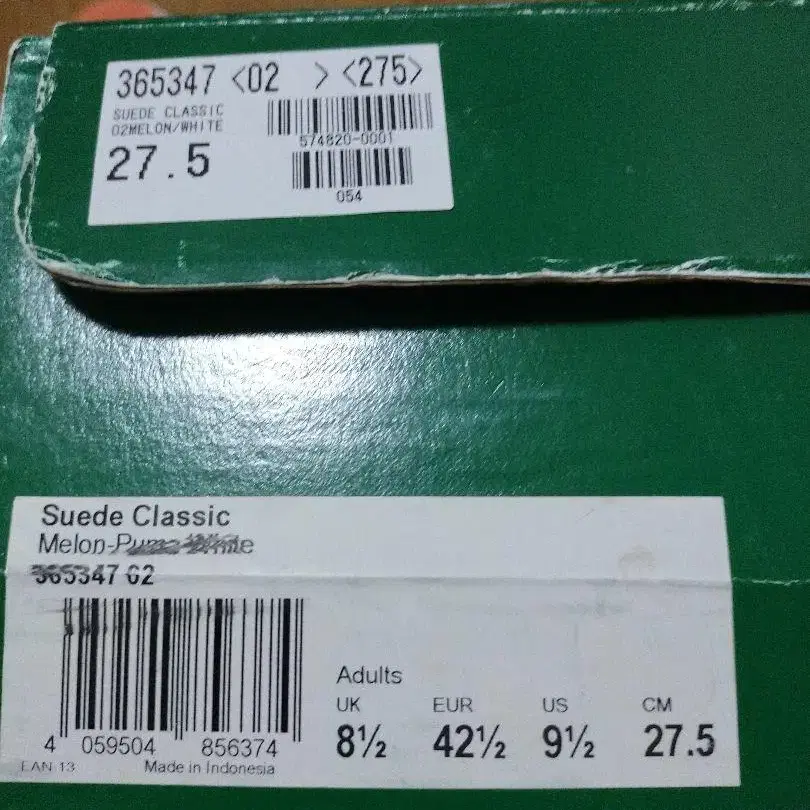 365347 <02 > <275>
SUEDE CLASSIC
02MELON/WHITE
574820-0001
27.5
054
Suede Classic
Melon-Puma White
365347 02
4 059504 856374
EAN 13 Made in Indonesia
Adults
UK EUR US CM
8½ 42½ 9½ 27.5